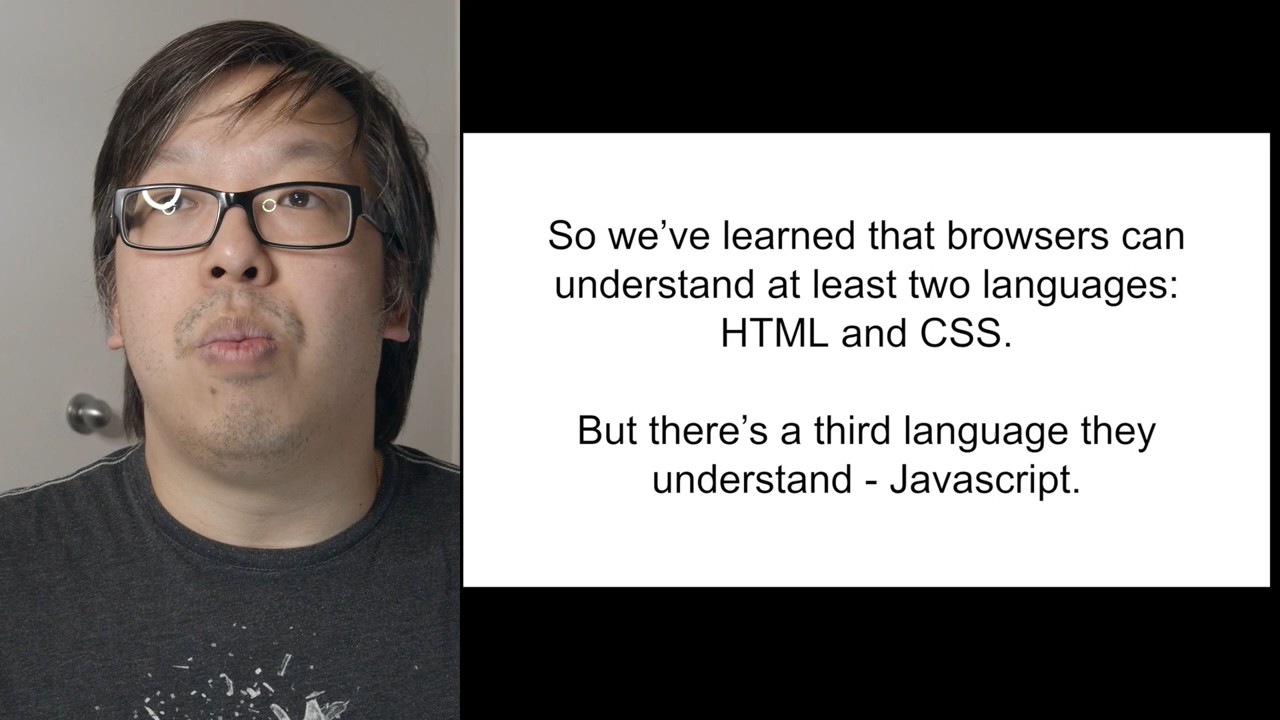 So we’ve learned that browsers can
understand at least two languages:
HTML and CSS.
But there’s a third language they
understand - Javascript.